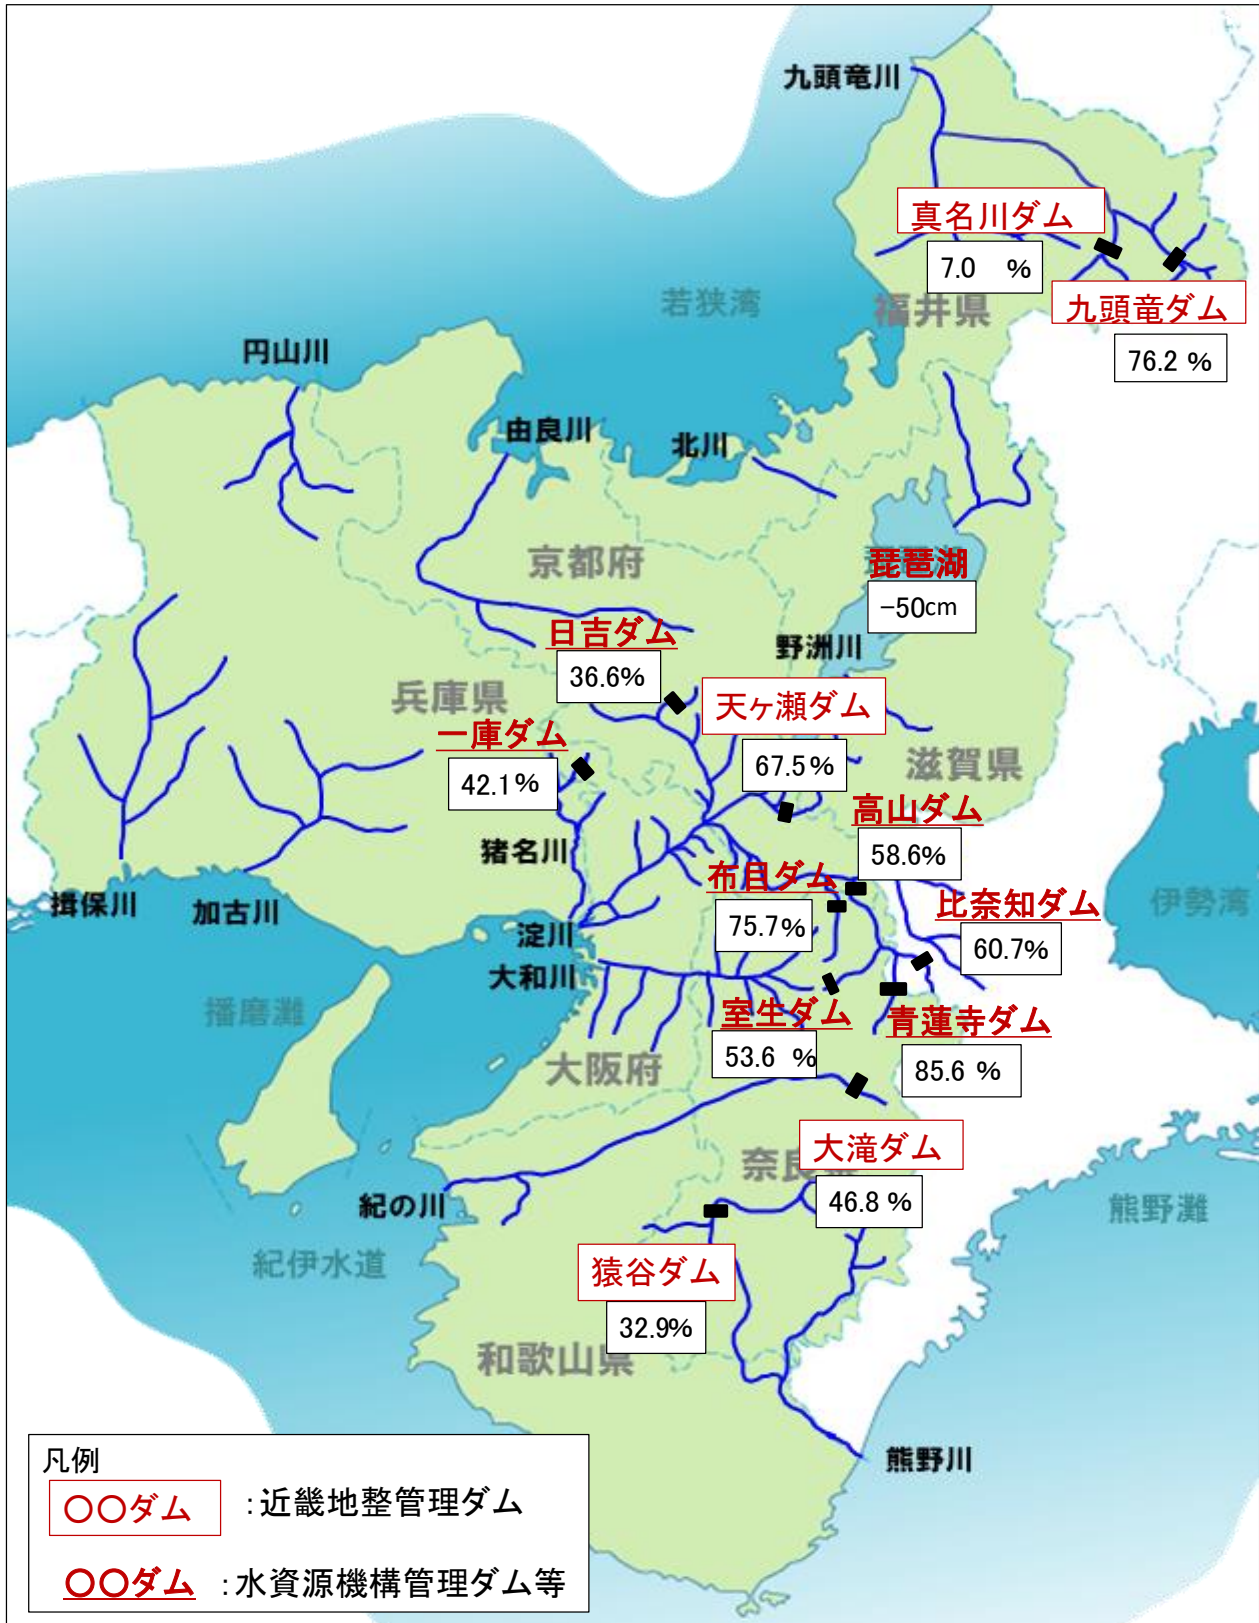 九頭竜川
真名川ダム
7.0 %
若狭湾
福井県
九頭竜ダム
76.2 %
円山川
由良川
北川
京都府
琵琶湖
-50cm
日吉ダム
36.6%
野洲川
兵庫県
天ヶ瀬ダム
67.5%
一庫ダム
42.1%
滋賀県
高山ダム
58.6%
猪名川
布目ダム
75.7%
比奈知ダム
60.7%
揖保川
加古川
伊勢湾
淀川
大和川
播磨灘
室生ダム
53.6 %
青蓮寺ダム
85.6 %
大阪府
大滝ダム
46.8 %
奈良県
紀の川
熊野灘
紀伊水道
猿谷ダム
32.9%
和歌山県
熊野川
凡例
〇〇ダム :近畿地整管理ダム
〇〇ダム :水資源機構管理ダム等